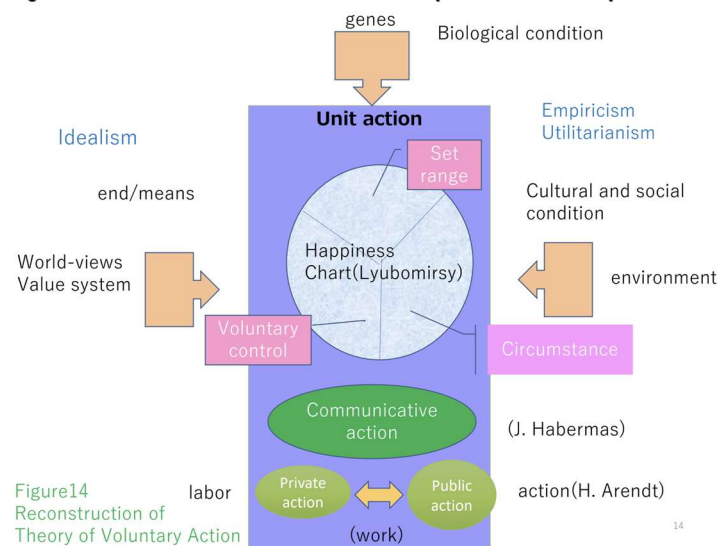 genes
Biological condition
Unit action
Empiricism
Utilitarianism
Idealism
Set
range
end/means
Cultural and social
condition
Happiness
Chart(Lyubomirsy)
World-views
Value system
environment
Voluntary
control
Circumstance
Communicative
action
(J. Habermas)
labor
Private
action
Public
action
action(H. Arendt)
(work)
Figure14
Reconstruction of
Theory of Voluntary Action
14